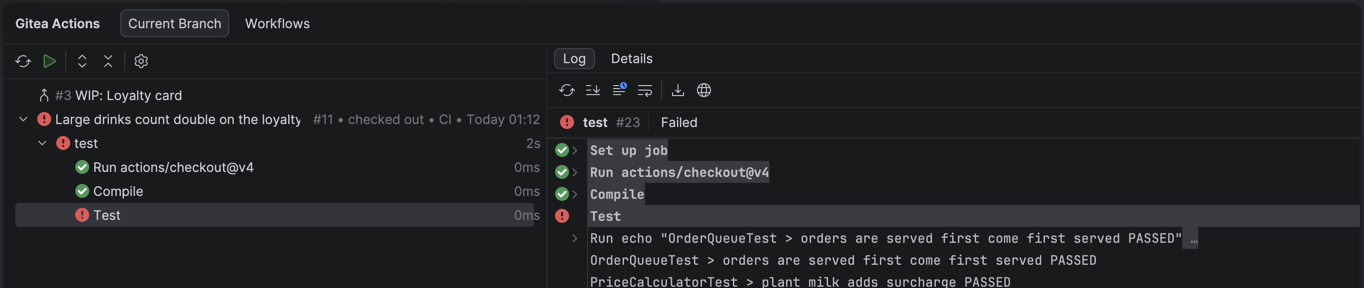 Gitea Actions Current Branch Workflows
Log Details
#3 WIP: Loyalty card
Large drinks count double on the loyalty #11 • checked out • CI • Today 01:12
test #23 Failed
test 2s
Set up job
Run actions/checkout@v4 0ms
Run actions/checkout@v4
Compile 0ms
Compile
Test 0ms
Test
Run echo "OrderQueueTest > orders are served first come first served PASSED" …
OrderQueueTest > orders are served first come first served PASSED
PriceCalculatorTest > plant milk adds surcharge PASSED